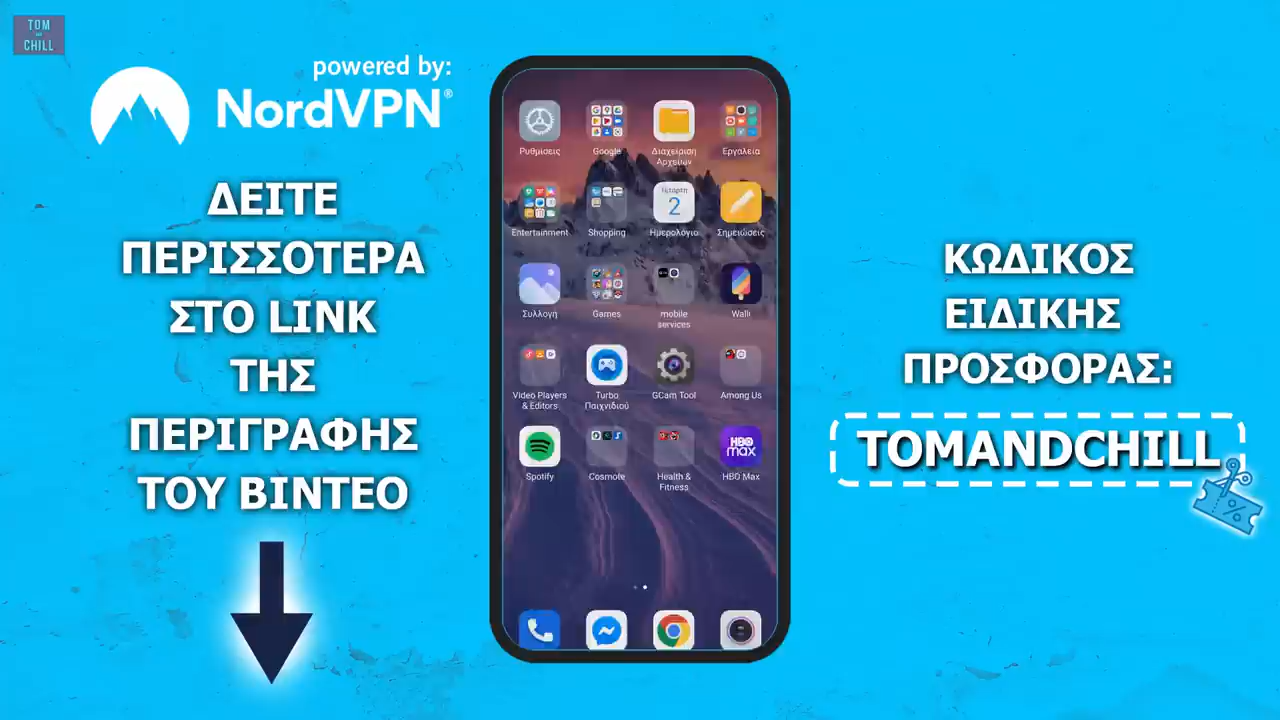 TOM
AND
CHILL
powered by:
NordVPN®
ΔΕΙΤΕ
ΠΕΡΙΣΣΟΤΕΡΑ
ΣΤΟ LINK
ΤΗΣ
ΠΕΡΙΓΡΑΦΗΣ
ΤΟΥ ΒΙΝΤΕΟ
Ρυθμίσεις
Google
Διαχείριση
Αρχείων
Εργαλεία
Entertainment
Shopping
Τετάρτη
2
Ημερολόγιο
Σημειώσεις
Συλλογή
Games
mobile
services
Walli
Video Players
& Editors
Turbo
Παιχνιδιού
GCam Tool
Among Us
Spotify
Cosmote
Health &
Fitness
HBO
max
HBO Max
ΚΩΔΙΚΟΣ
ΕΙΔΙΚΗΣ
ΠΡΟΣΦΟΡΑΣ:
TOMANDCHILL